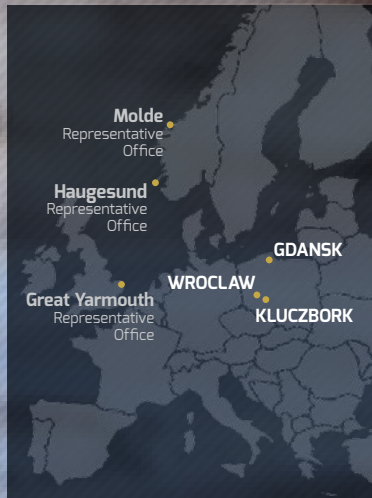 Molde
Representative
Office
Haugesund
Representative
Office
GDANSK
WROCLAW
Great Yarmouth
KLUCZBORK
Representative
Office